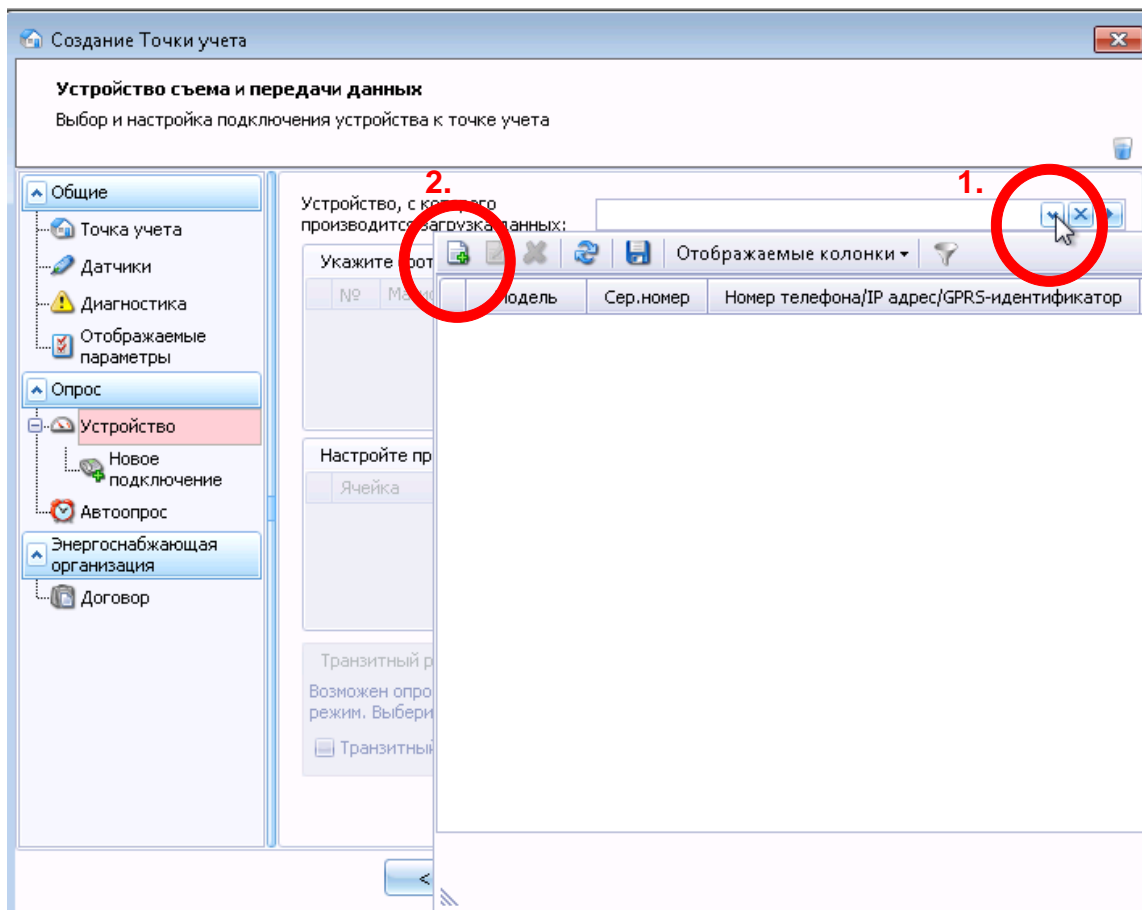 Создание Точки учета
Устройство съема и передачи данных
Выбор и настройка подключения устройства к точке учета
Общие
Точка учета
Датчики
Диагностика
Отображаемые
параметры
Опрос
Устройство
Новое
подключение
Автоопрос
Энергоснабжающая
организация
Договор
2.
1.
Устройство, с которого
производится загрузка данных:
Укажите
№
Отображаемые колонки
Модель Сер.номер Номер телефона/IP адрес/GPRS-идентификатор
Настройте пр
Ячейка
Транзитный р
Возможен опро
режим. Выбери
Транзитный
<